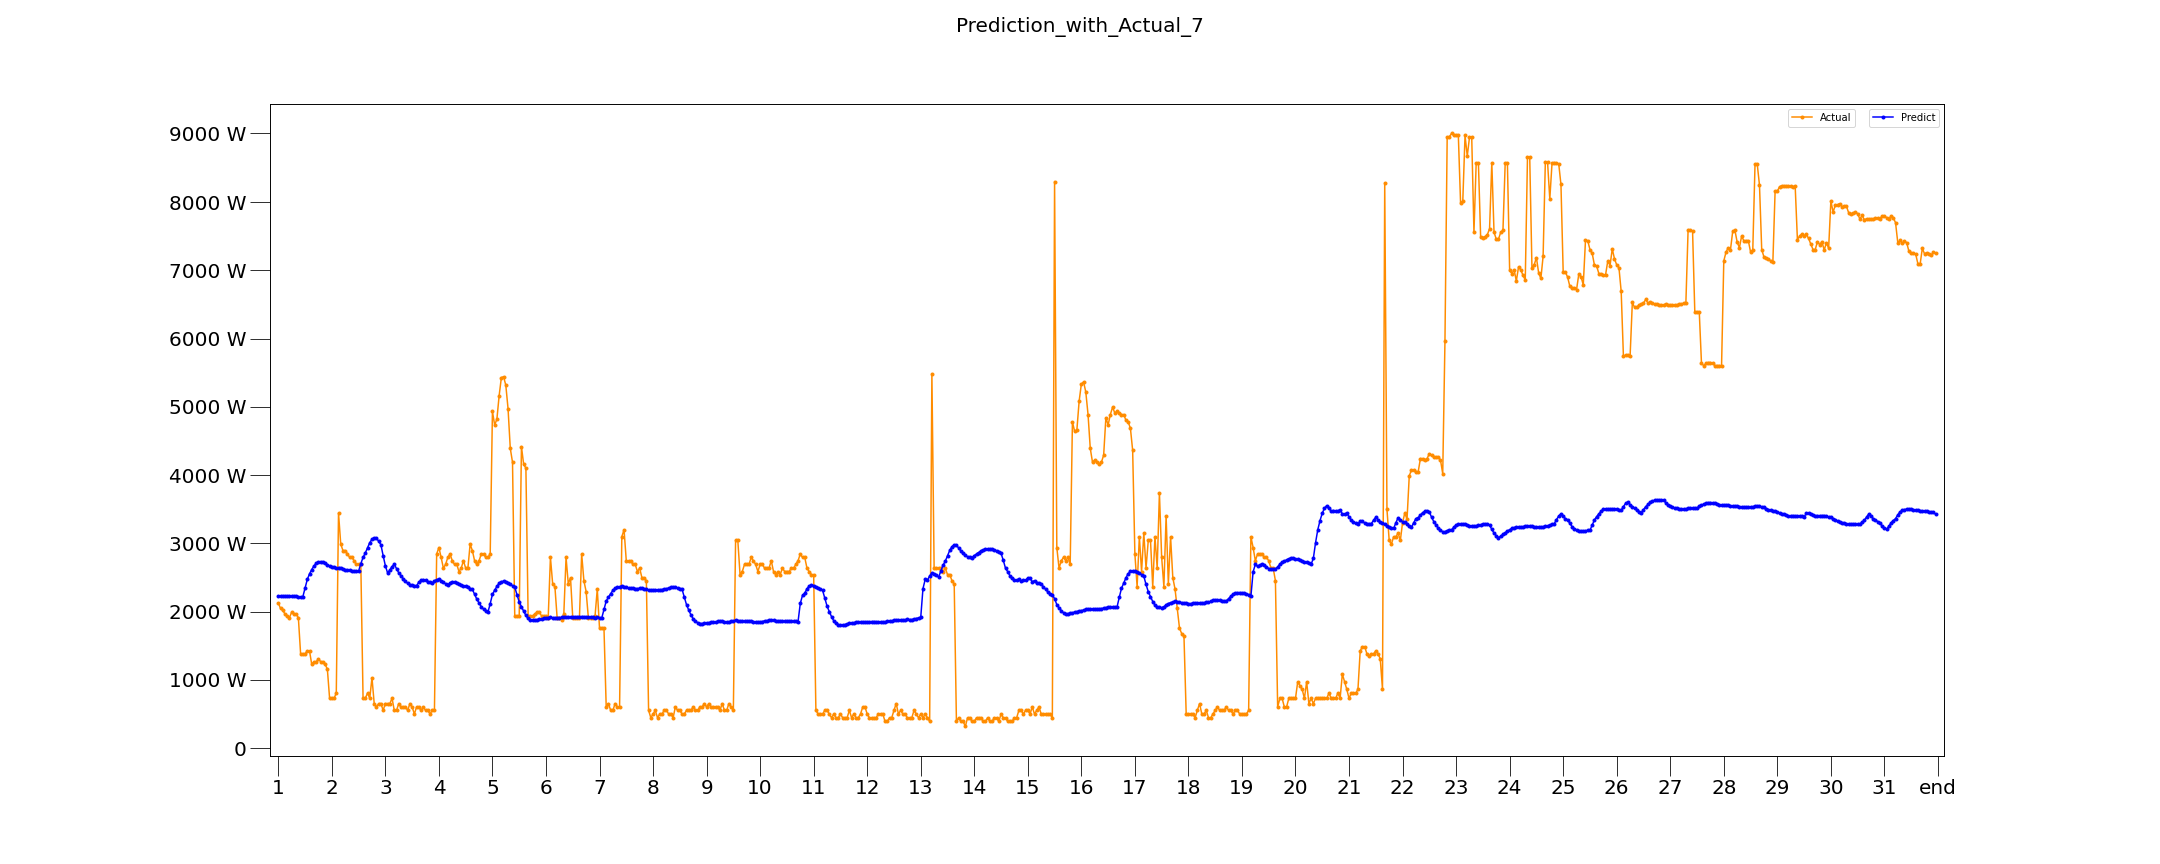 Prediction_with_Actual_7
Actual Predict
9000 W
8000 W
7000 W
6000 W
5000 W
4000 W
3000 W
2000 W
1000 W
0
1 2 3 4 5 6 7 8 9 10 11 12 13 14 15 16 17 18 19 20 21 22 23 24 25 26 27 28 29 30 31 end